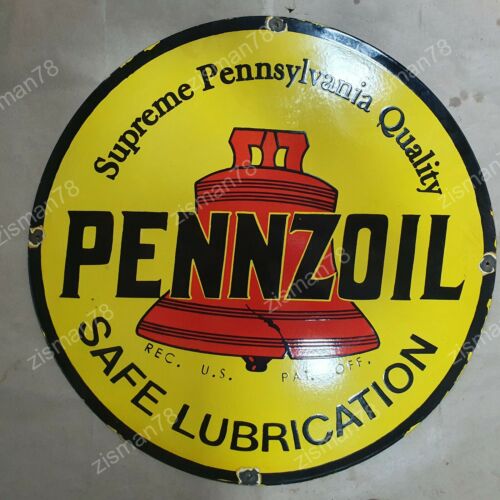 Supreme Pennsylvania Quality
PENNZOIL
REC. U.S. PAT. OFF.
SAFE LUBRICATION
zisman78